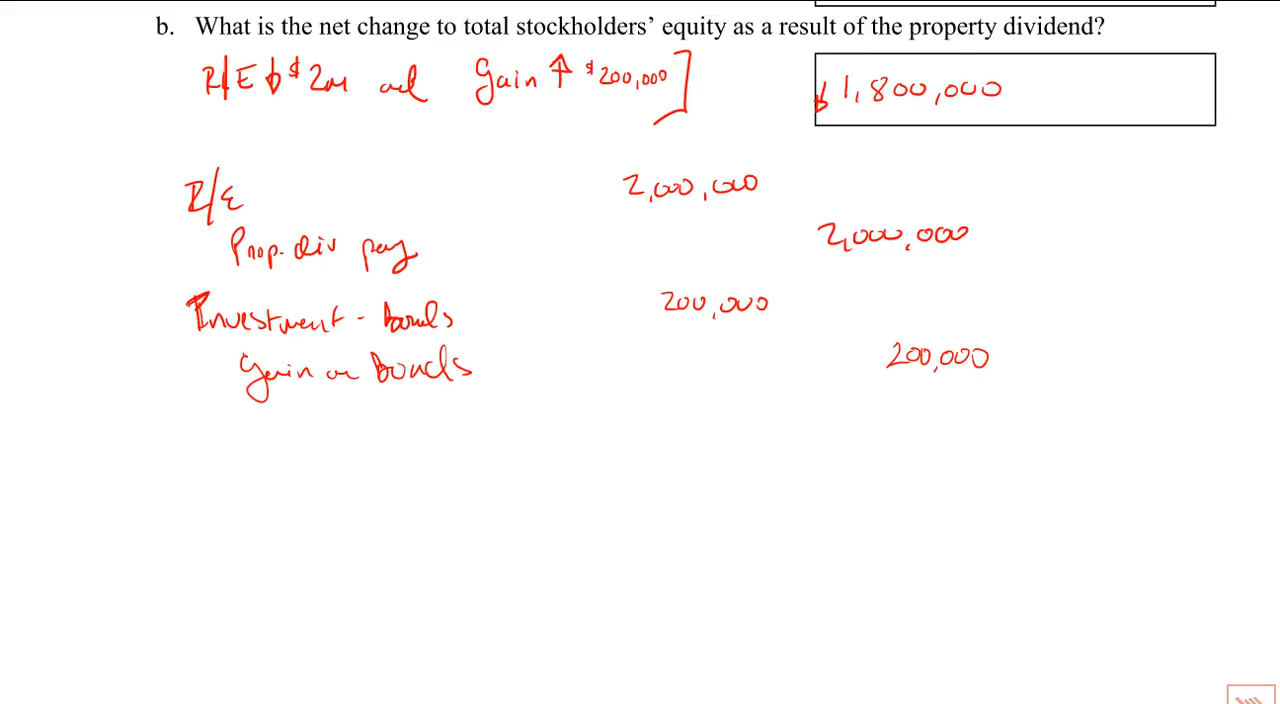 b. What is the net change to total stockholders’ equity as a result of the property dividend?
R/E ↓ $ 2M and Gain ↑ $200,000]
↓ 1,800,000
R/E 2,000,000
Prop. div pay 2,000,000
Investment - bonds 200,000
Gain on Bonds 200,000